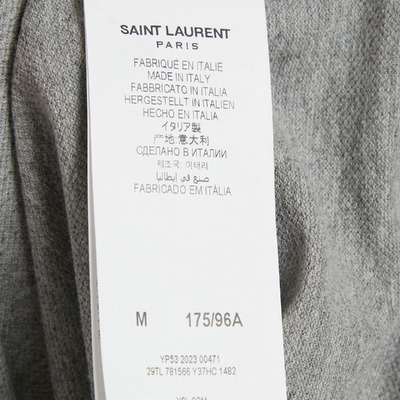 SAINT LAURENT
PARIS
FABRIQUÉ EN ITALIE
MADE IN ITALY
FABBRICATO IN ITALIA
HERGESTELLT IN ITALIEN
HECHO EN ITALIA
イタリア製
产地:意大利
СДЕЛАНО В ИТАЛИИ
제조국: 이태리
صنع في إيطاليا
FABRICADO EM ITÁLIA
M 175/96A
YP53 2023 00471
29TL 781566 Y37HC 1482